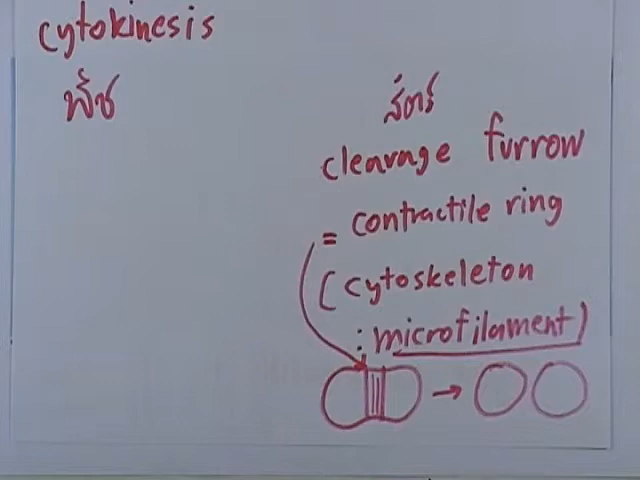 cytokinesis
พืช
สัตว์
cleavage furrow
= contractile ring
(cytoskeleton
: microfilament)